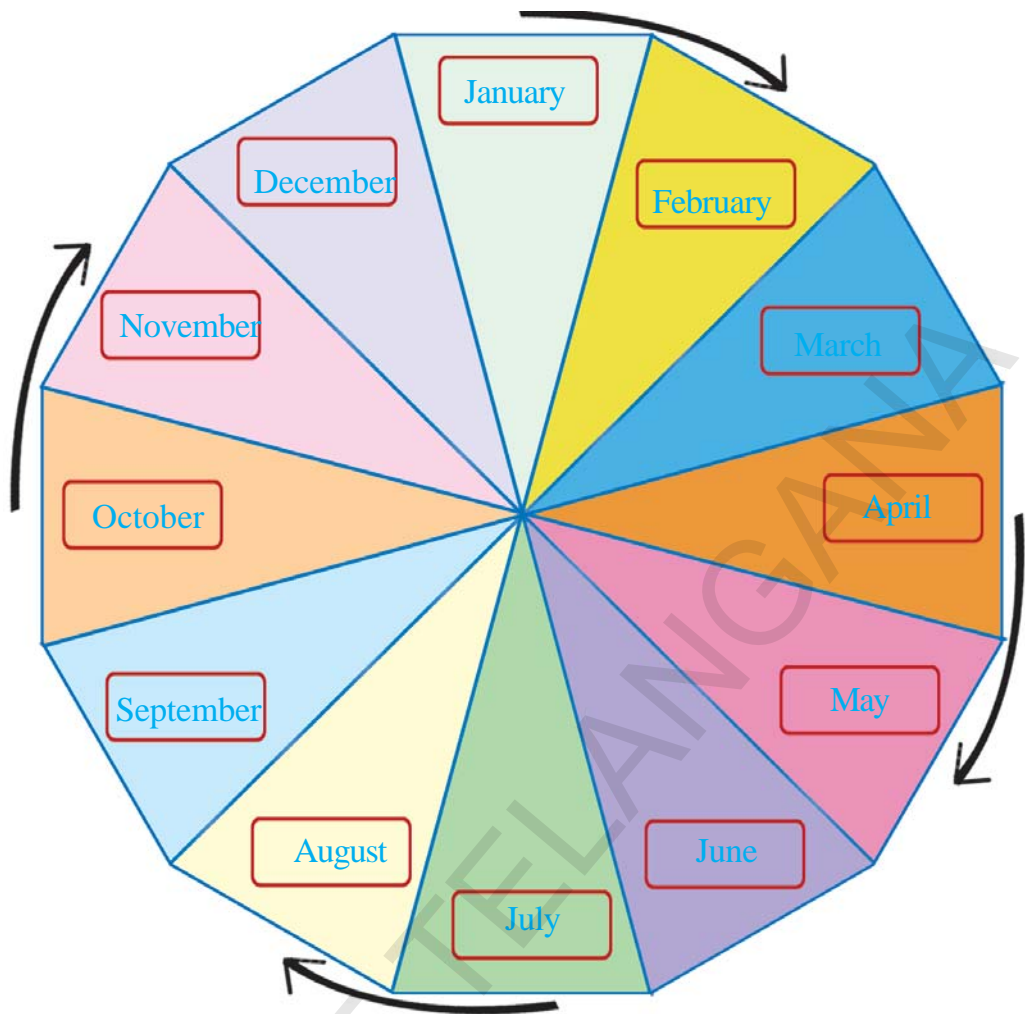 January
February
March
April
May
June
July
August
September
October
November
December
TELANGANA